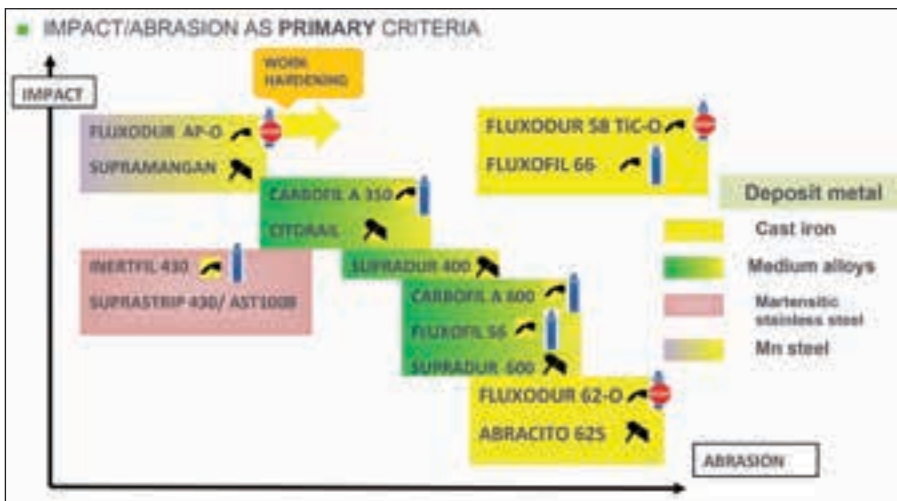 IMPACT/ABRASION AS PRIMARY CRITERIA
WORK
HARDENING
IMPACT
FLUXODUR AP-O
SUPRAMANGAN
FLUXODUR 58 TIC-O
FLUXOFIL 66
CARBOFIL A 350
CITORAIL
Deposit metal
Cast iron
Medium alloys
Martensitic
stainless steel
Mn steel
INERTFIL 430
SUPRASTRIP 430/ AST100B
SUPRADUR 400
CARBOFIL A 600
FLUXOFIL 56
SUPRADUR 600
FLUXODUR 62-O
ABRACITO 62S
ABRASION